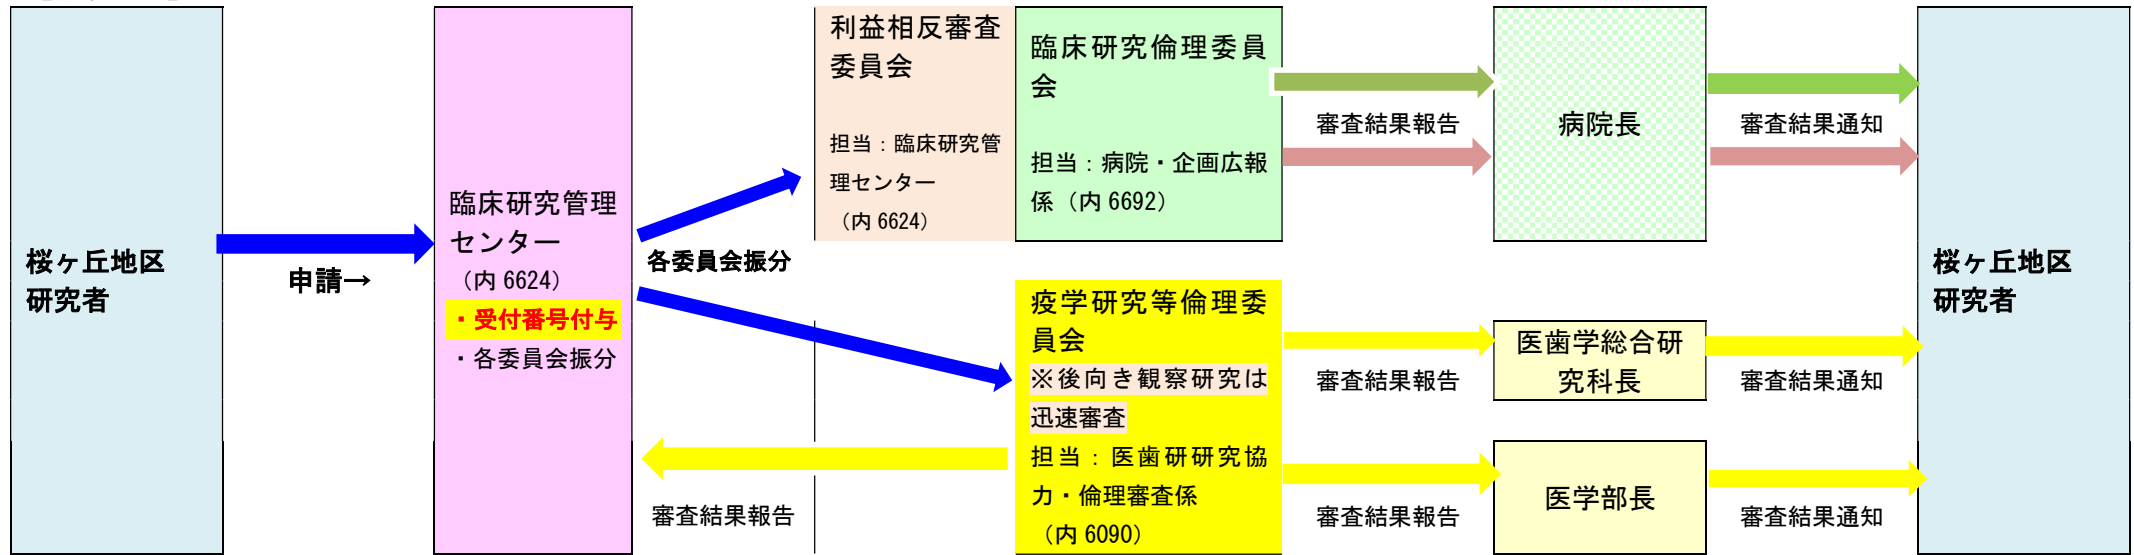 桜ヶ丘地区
研究者
申請→
臨床研究管理
センター
（内 6624）
・受付番号付与
・各委員会振分
各委員会振分
利益相反審査
委員会
担当：臨床研究管
理センター
（内 6624）
臨床研究倫理委員
会
担当：病院・企画広報
係（内 6692）
審査結果報告
病院長
審査結果通知
疫学研究等倫理委
員会
※後向き観察研究は
迅速審査
担当：医歯研研究協
力・倫理審査係
（内 6090）
審査結果報告
審査結果報告
医歯学総合研
究科長
審査結果通知
審査結果報告
医学部長
審査結果通知
桜ヶ丘地区
研究者